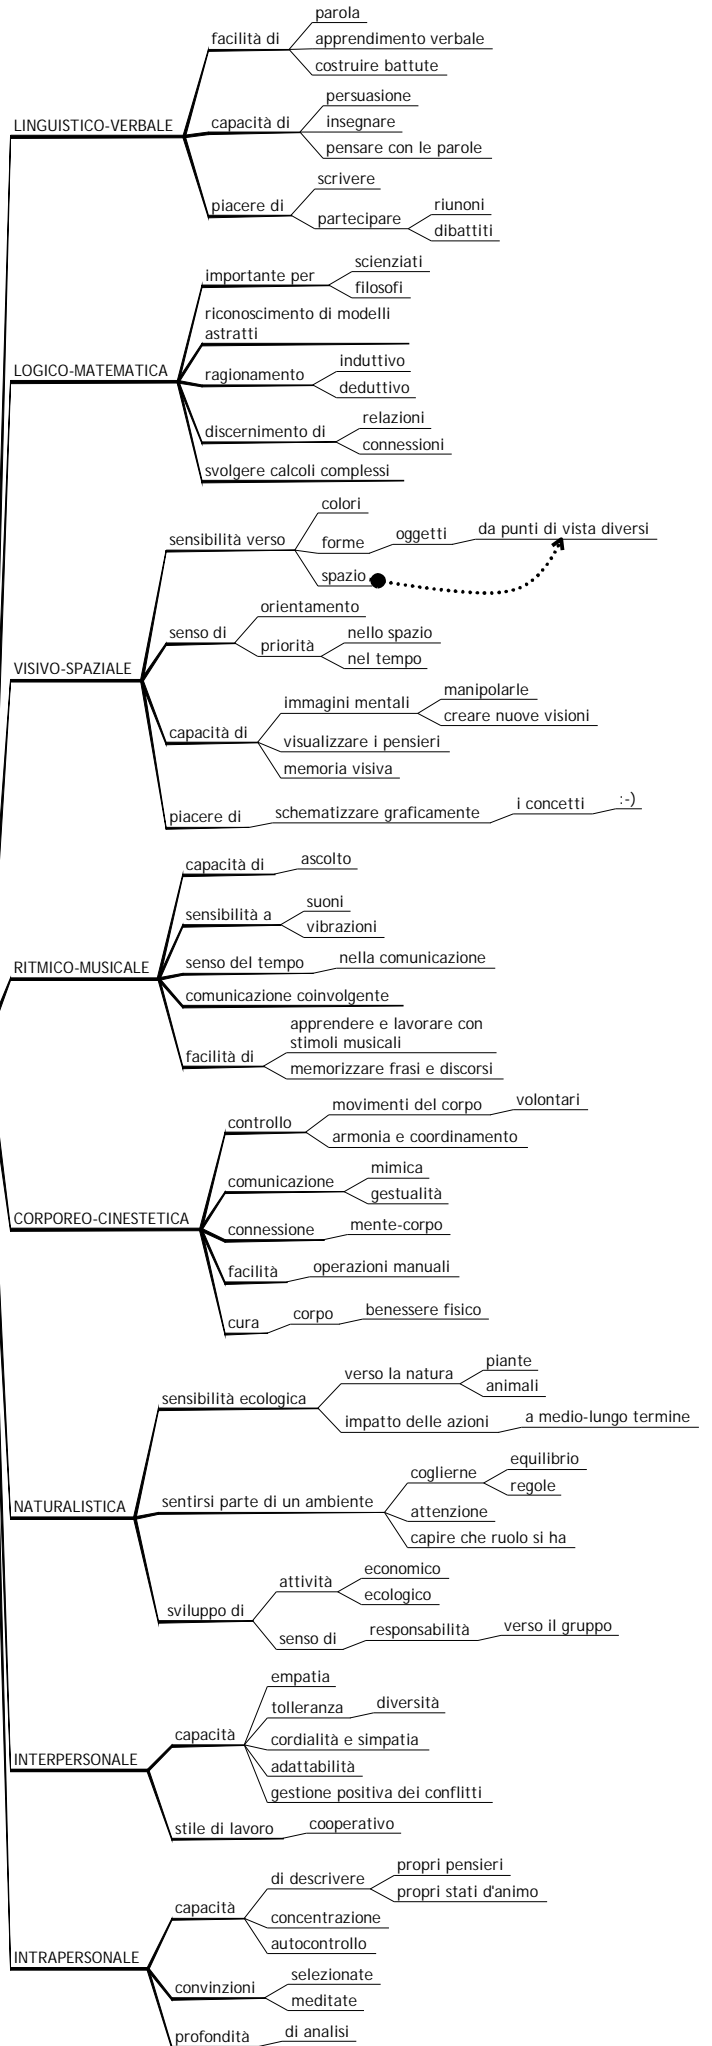 LINGUISTICO-VERBALE
facilità di
parola
apprendimento verbale
costruire battute
capacità di
persuasione
insegnare
pensare con le parole
piacere di
scrivere
partecipare
riunoni
dibattiti
LOGICO-MATEMATICA
importante per
scienziati
filosofi
riconoscimento di modelli
astratti
ragionamento
induttivo
deduttivo
discernimento di
relazioni
connessioni
svolgere calcoli complessi
VISIVO-SPAZIALE
sensibilità verso
colori
forme
oggetti
da punti di vista diversi
spazio
senso di
orientamento
priorità
nello spazio
nel tempo
capacità di
immagini mentali
manipolarle
creare nuove visioni
visualizzare i pensieri
memoria visiva
piacere di
schematizzare graficamente
i concetti
:-)
RITMICO-MUSICALE
capacità di
ascolto
sensibilità a
suoni
vibrazioni
senso del tempo
nella comunicazione
comunicazione coinvolgente
facilità di
apprendere e lavorare con
stimoli musicali
memorizzare frasi e discorsi
CORPOREO-CINESTETICA
controllo
movimenti del corpo
volontari
armonia e coordinamento
comunicazione
mimica
gestualità
connessione
mente-corpo
facilità
operazioni manuali
cura
corpo
benessere fisico
NATURALISTICA
sensibilità ecologica
verso la natura
piante
animali
impatto delle azioni
a medio-lungo termine
sentirsi parte di un ambiente
coglierne
equilibrio
regole
attenzione
capire che ruolo si ha
sviluppo di
attività
economico
ecologico
senso di
responsabilità
verso il gruppo
INTERPERSONALE
capacità
empatia
tolleranza
diversità
cordialità e simpatia
adattabilità
gestione positiva dei conflitti
stile di lavoro
cooperativo
INTRAPERSONALE
capacità
di descrivere
propri pensieri
propri stati d'animo
concentrazione
autocontrollo
convinzioni
selezionate
meditate
profondità
di analisi